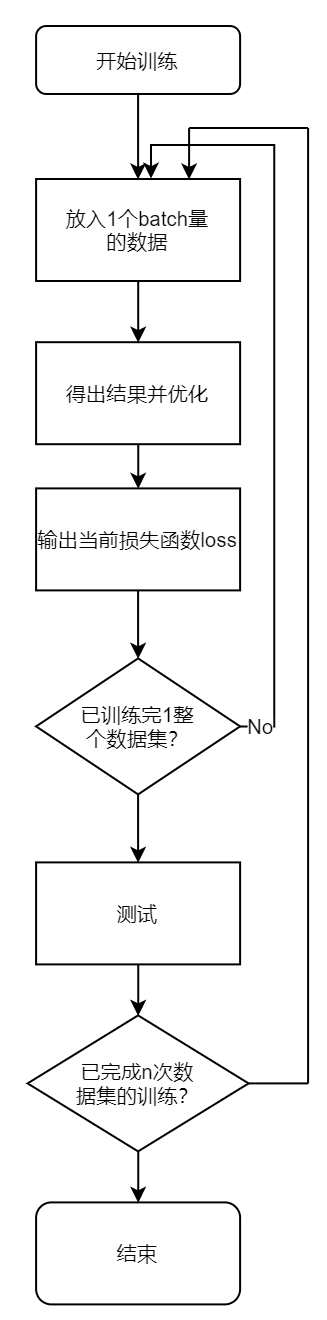 开始训练
放入1个batch量
的数据
得出结果并优化
输出当前损失函数loss
已训练完1整
个数据集？
No
测试
已完成n次数
据集的训练？
结束